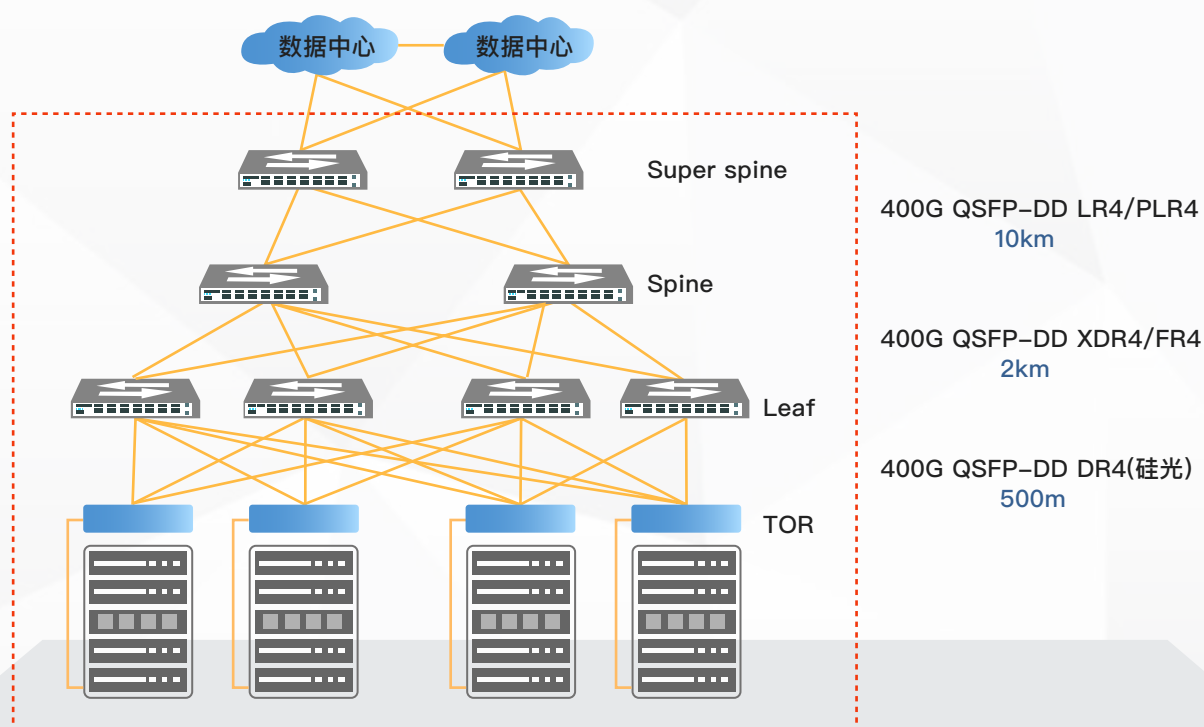 数据中心
数据中心
Super spine
400G QSFP-DD LR4/PLR4
10km
Spine
400G QSFP-DD XDR4/FR4
2km
Leaf
400G QSFP-DD DR4(硅光)
500m
TOR